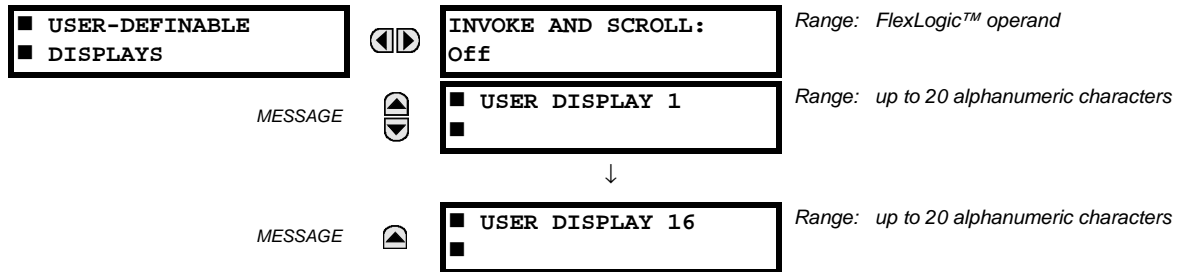 ■ USER-DEFINABLE
■ DISPLAYS
INVOKE AND SCROLL:
Off
Range: FlexLogic™ operand
MESSAGE
■ USER DISPLAY 1
■
Range: up to 20 alphanumeric characters
↓
MESSAGE
■ USER DISPLAY 16
■
Range: up to 20 alphanumeric characters